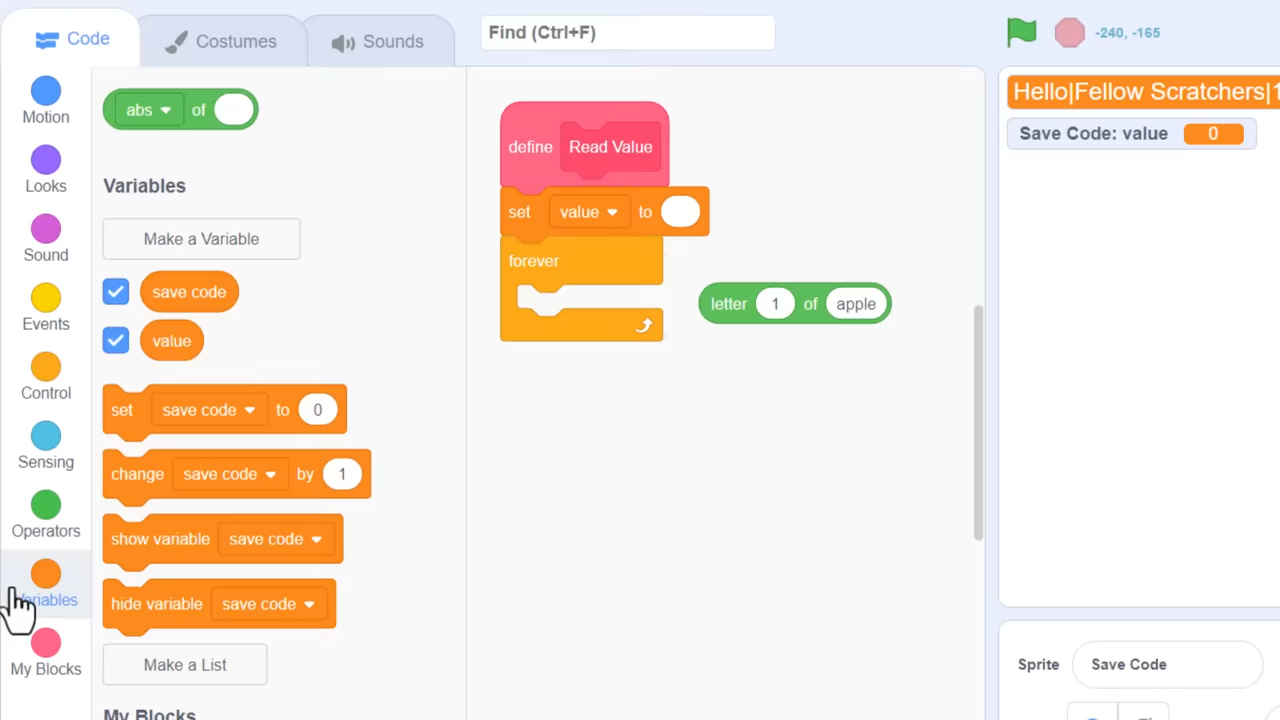 Code
Costumes
Sounds
Find (Ctrl+F)
-240, -165
Motion
Looks
Sound
Events
Control
Sensing
Operators
Variables
My Blocks
abs of
Variables
Make a Variable
save code
value
set save code to 0
change save code by 1
show variable save code
hide variable save code
Make a List
My Blocks
define Read Value
set value to
forever
letter 1 of apple
Hello|Fellow Scratchers|1
Save Code: value 0
Sprite Save Code